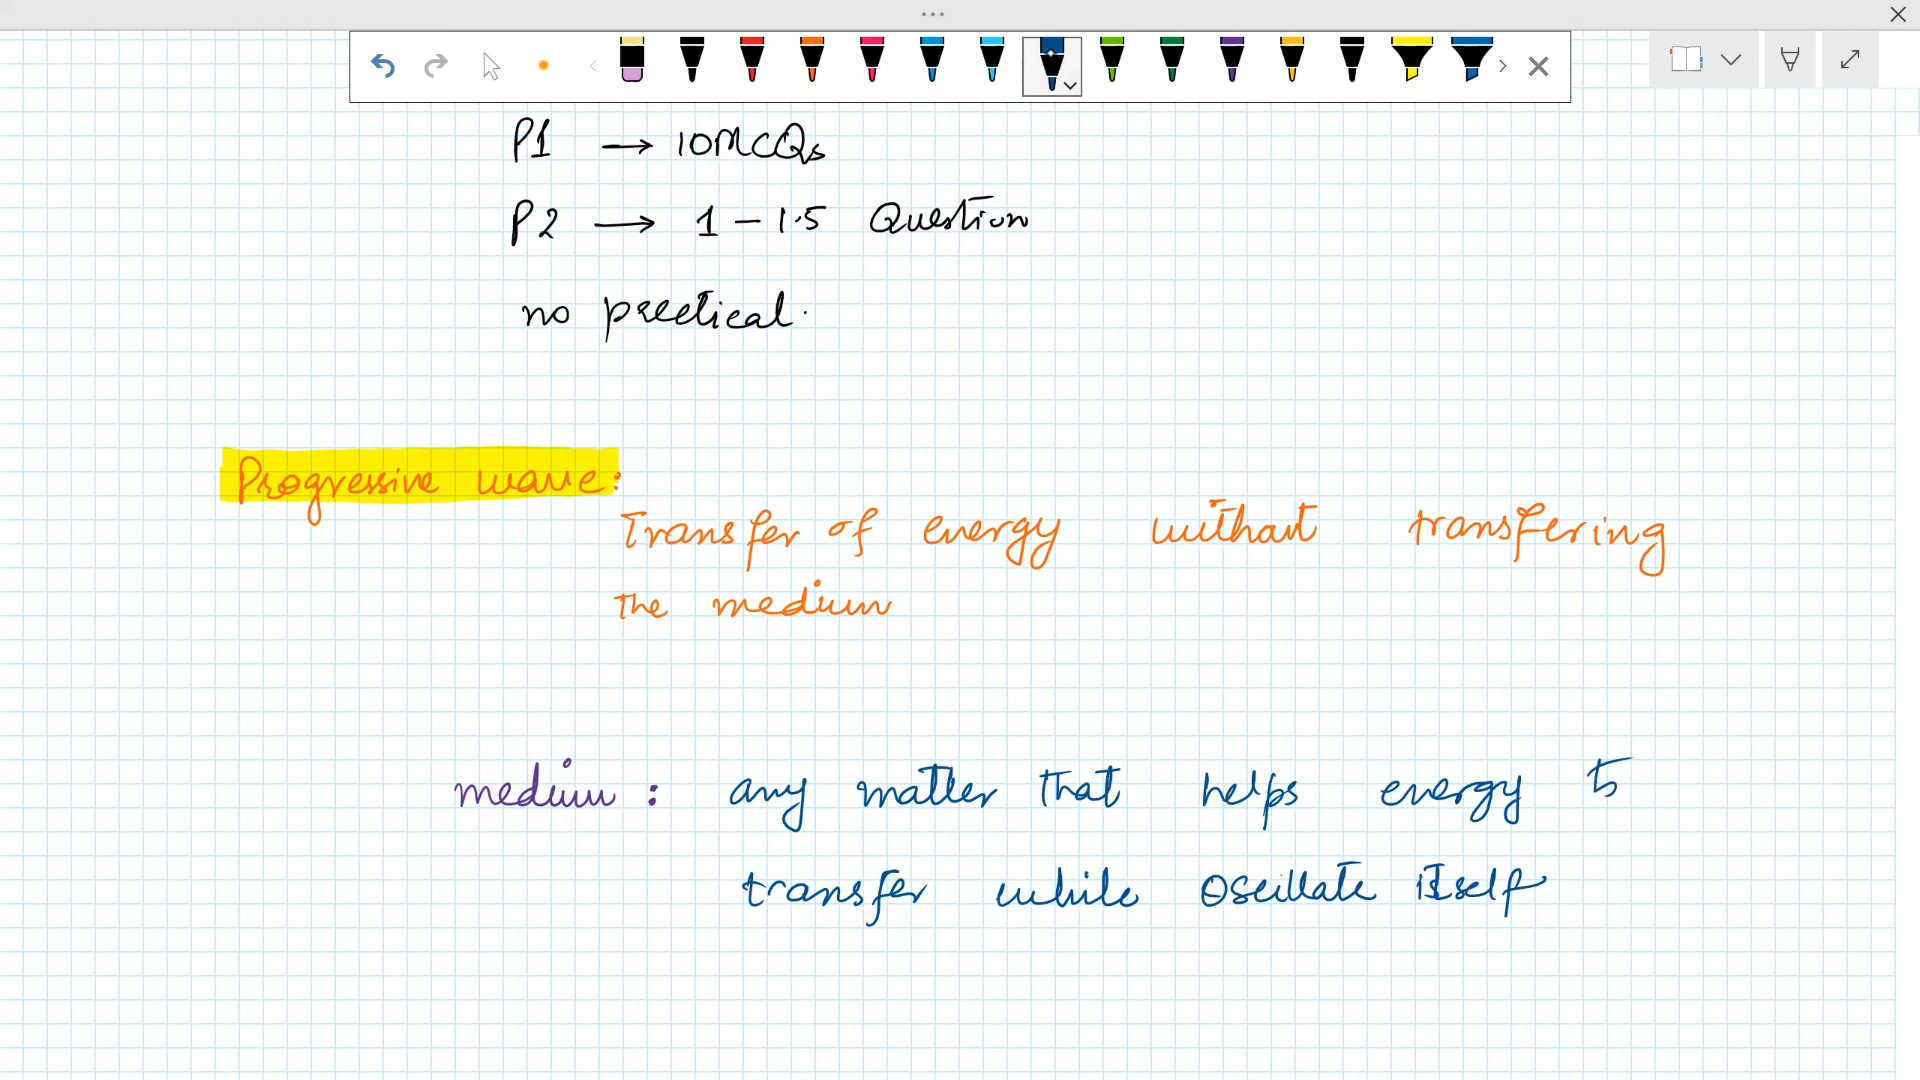 P1 → 10MCQs
P2 → 1 - 1.5 Question
no practical.
Progressive wave:
Transfer of energy without transfering
the medium
medium : any matter that helps energy to
transfer while oscillate itself